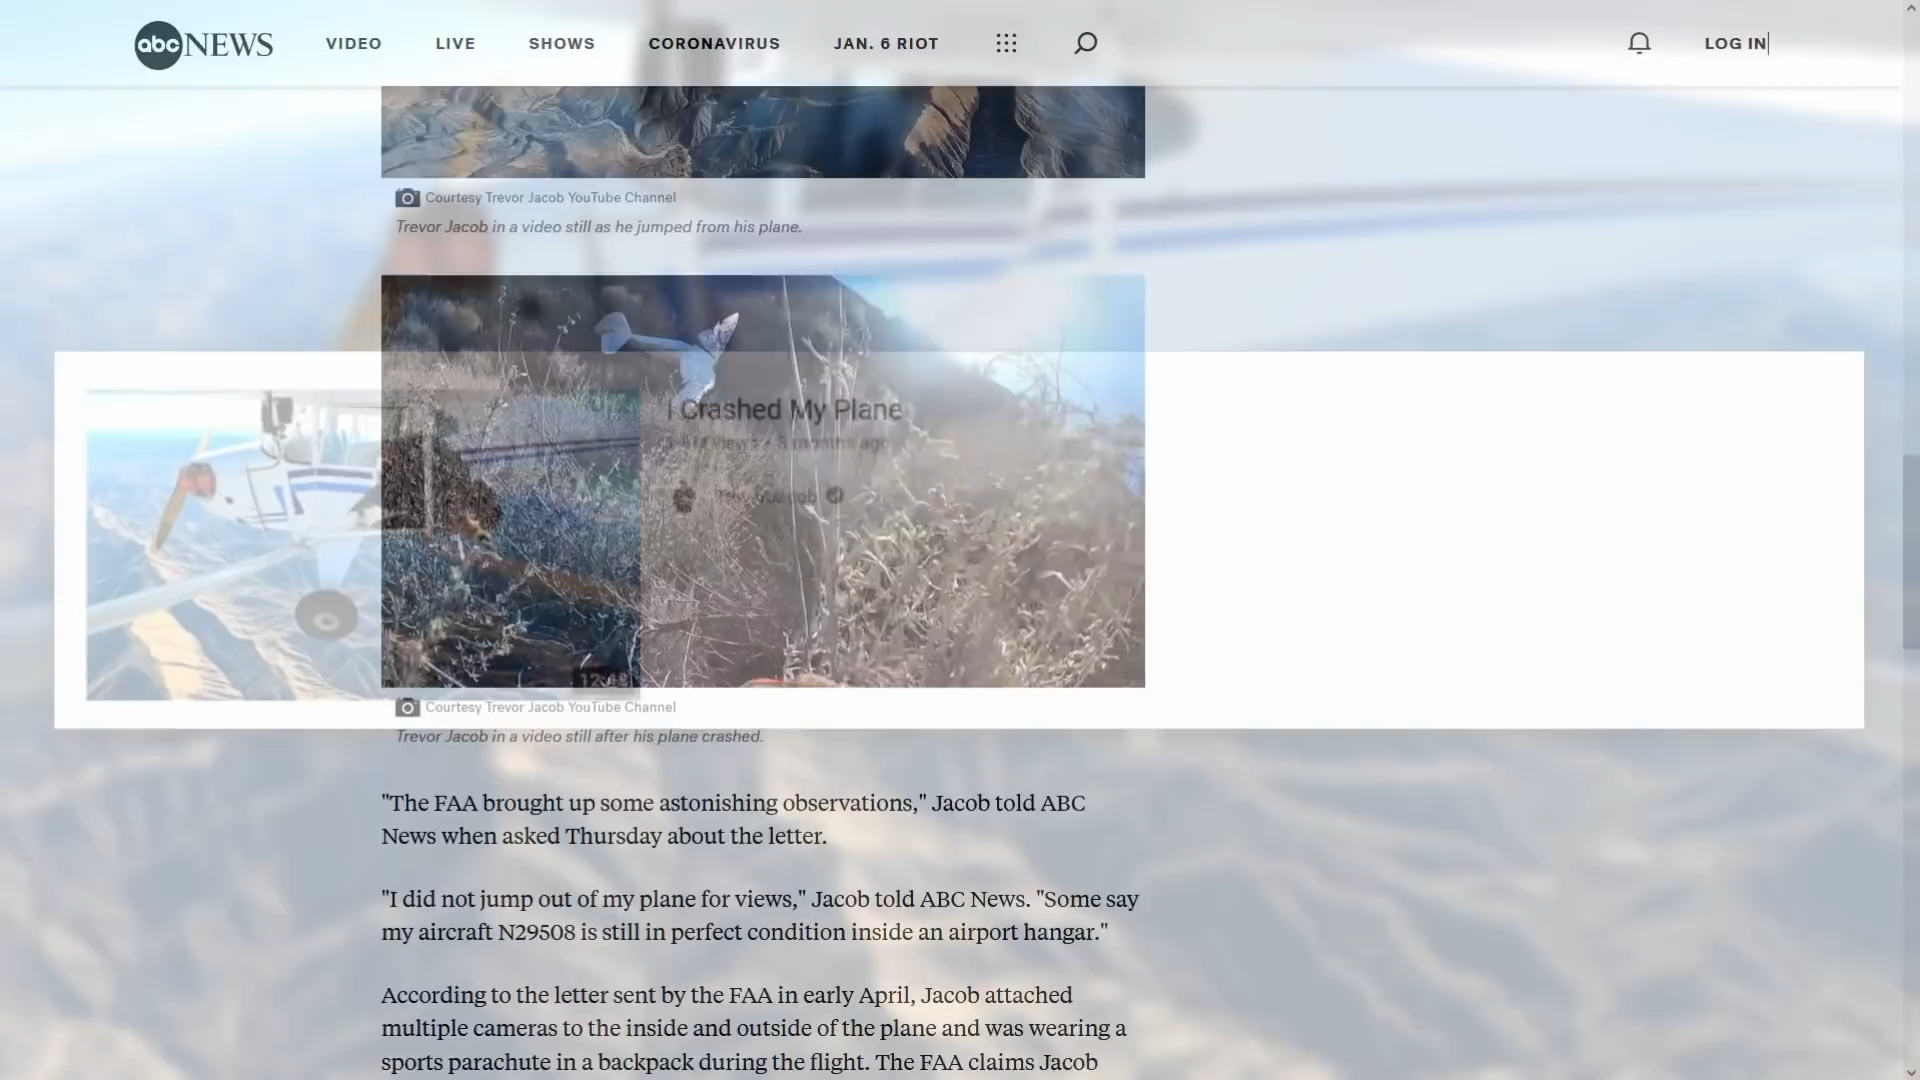 abc NEWS
VIDEO
LIVE
SHOWS
CORONAVIRUS
JAN. 6 RIOT
LOG IN
Courtesy Trevor Jacob YouTube Channel
Trevor Jacob in a video still as he jumped from his plane.
I Crashed My Plane
views • 8 months ago
Courtesy Trevor Jacob YouTube Channel
Trevor Jacob in a video still after his plane crashed.
"The FAA brought up some astonishing observations," Jacob told ABC
News when asked Thursday about the letter.
"I did not jump out of my plane for views," Jacob told ABC News. "Some say
my aircraft N29508 is still in perfect condition inside an airport hangar."
According to the letter sent by the FAA in early April, Jacob attached
multiple cameras to the inside and outside of the plane and was wearing a
sports parachute in a backpack during the flight. The FAA claims Jacob